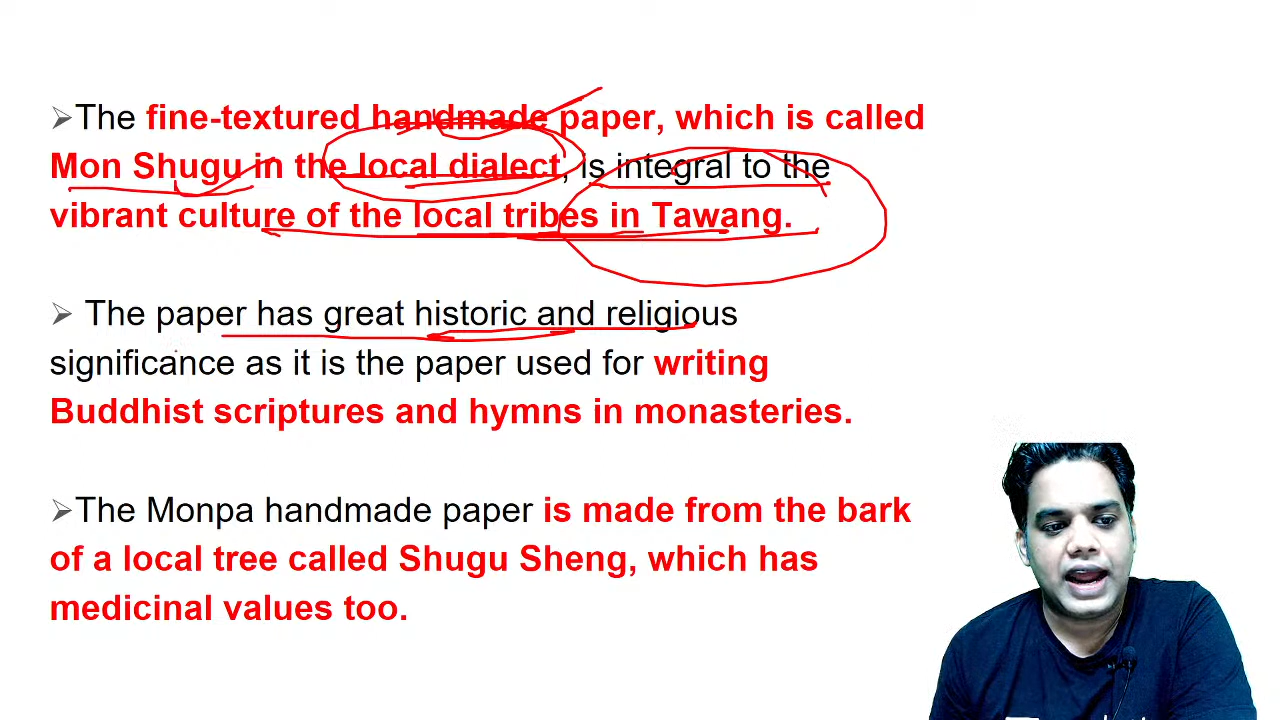 The fine-textured handmade paper, which is called
Mon Shugu in the local dialect, is integral to the
vibrant culture of the local tribes in Tawang.
The paper has great historic and religious
significance as it is the paper used for writing
Buddhist scriptures and hymns in monasteries.
The Monpa handmade paper is made from the bark
of a local tree called Shugu Sheng, which has
medicinal values too.